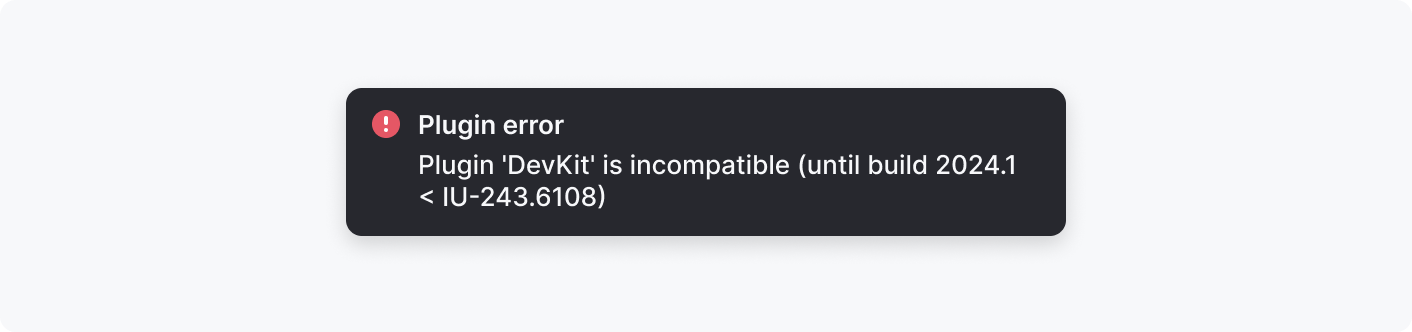 Plugin error
Plugin 'DevKit' is incompatible (until build 2024.1
< IU-243.6108)